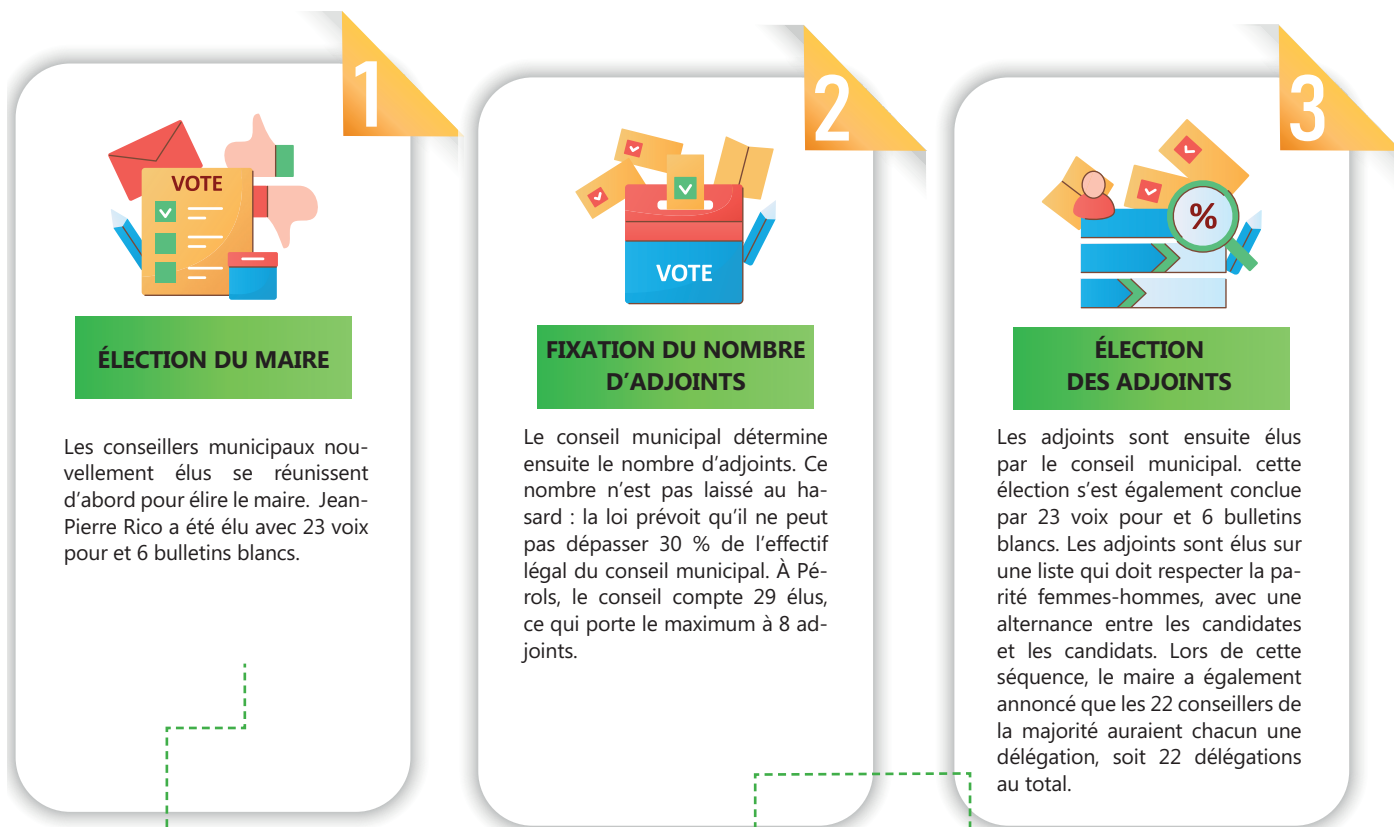 1
VOTE
ÉLECTION DU MAIRE
Les conseillers municipaux nou-
vellement élus se réunissent
d'abord pour élire le maire. Jean-
Pierre Rico a été élu avec 23 voix
pour et 6 bulletins blancs.
2
VOTE
FIXATION DU NOMBRE
D'ADJOINTS
Le conseil municipal détermine
ensuite le nombre d'adjoints. Ce
nombre n'est pas laissé au ha-
sard : la loi prévoit qu'il ne peut
pas dépasser 30 % de l'effectif
légal du conseil municipal. À Pé-
rols, le conseil compte 29 élus,
ce qui porte le maximum à 8 ad-
joints.
3
%
ÉLECTION
DES ADJOINTS
Les adjoints sont ensuite élus
par le conseil municipal. cette
élection s'est également conclue
par 23 voix pour et 6 bulletins
blancs. Les adjoints sont élus sur
une liste qui doit respecter la pa-
rité femmes-hommes, avec une
alternance entre les candidates
et les candidats. Lors de cette
séquence, le maire a également
annoncé que les 22 conseillers de
la majorité auraient chacun une
délégation, soit 22 délégations
au total.